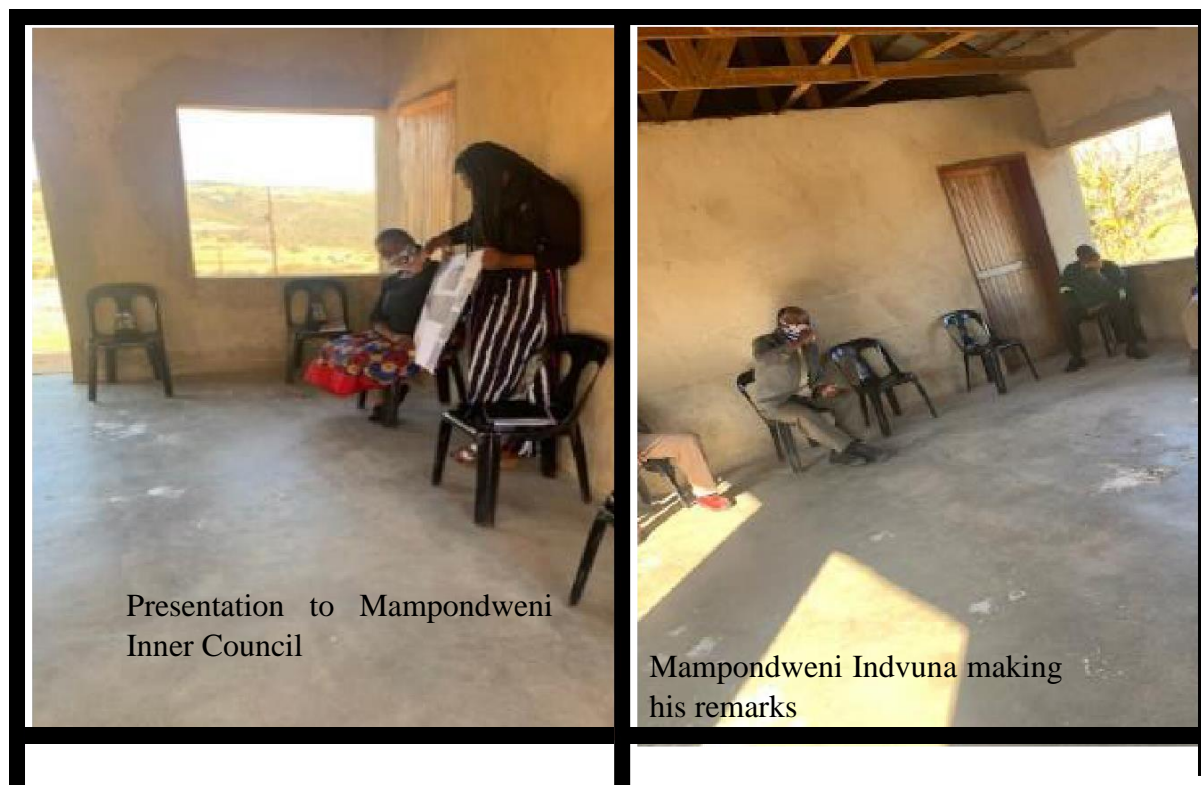 Presentation to Mampondweni
Inner Council
Mampondweni Indvuna making
his remarks